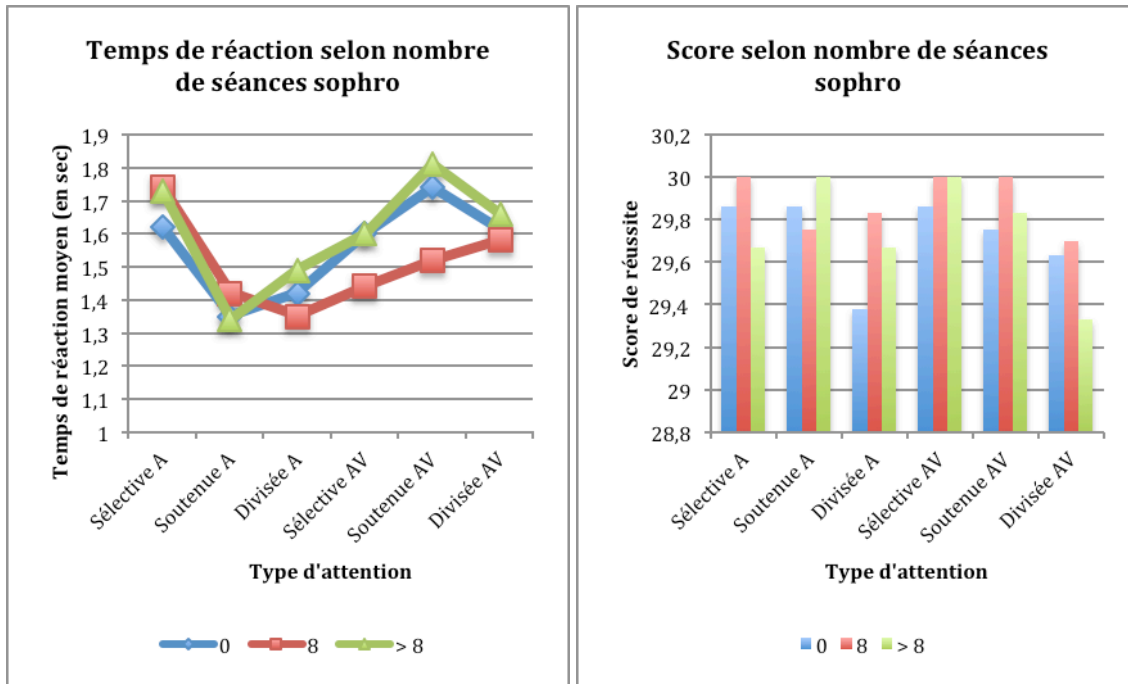 Temps de réaction selon nombre
de séances sophro
Temps de réaction moyen (en sec)
1,9
1,8
1,7
1,6
1,5
1,4
1,3
1,2
1,1
1
Sélective A
Soutenue A
Divisée A
Sélective AV
Soutenue AV
Divisée AV
Type d'attention
0
8
> 8
Score selon nombre de séances
sophro
Score de réussite
30,2
30
29,8
29,6
29,4
29,2
29
28,8
Sélective A
Soutenue A
Divisée A
Sélective AV
Soutenue AV
Divisée AV
Type d'attention
0
8
> 8